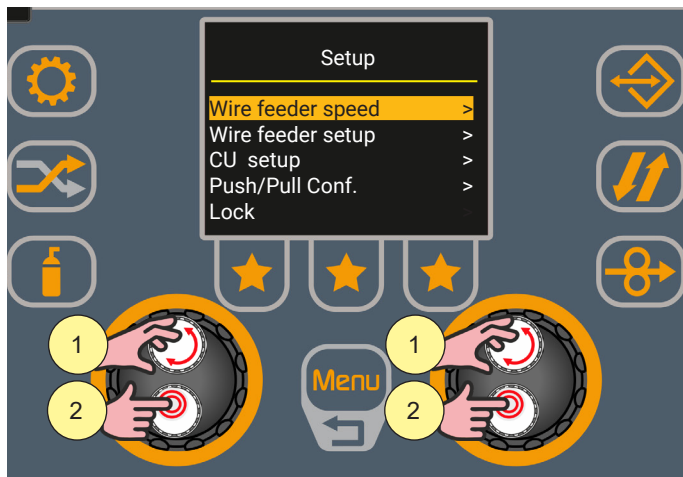 Setup
Wire feeder speed >
Wire feeder setup >
CU setup >
Push/Pull Conf. >
Lock >
1
2
Menu
1
2